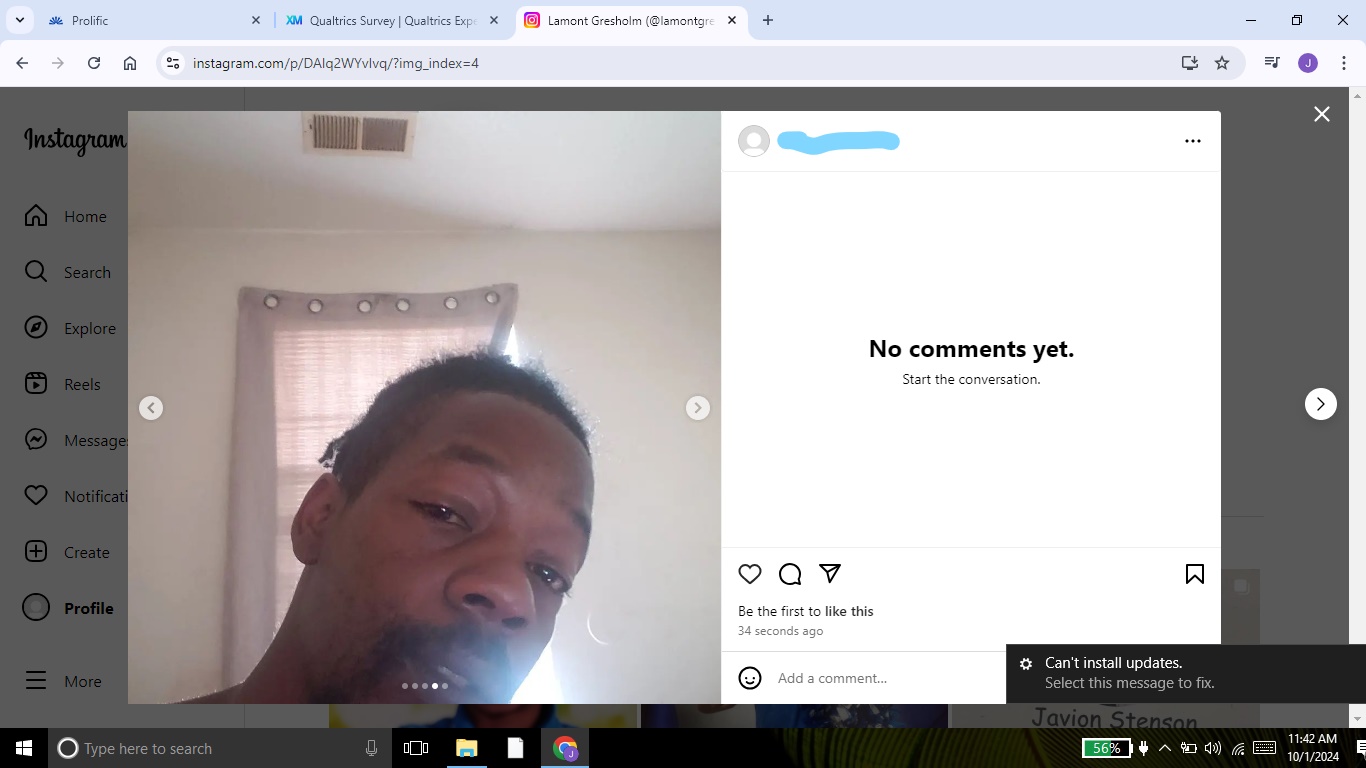 Prolific
Qualtrics Survey | Qualtrics Expe
Lamont Gresholm (@lamontgre
instagram.com/p/DAlq2WYvIvq/?img_index=4
J
Instagram
Home
Search
Explore
Reels
Messages
Notificati
Create
Profile
More
No comments yet.
Start the conversation.
Be the first to like this
34 seconds ago
Add a comment...
Can't install updates.
Select this message to fix.
Javion Stenson
Type here to search
56%
11:42 AM
10/1/2024